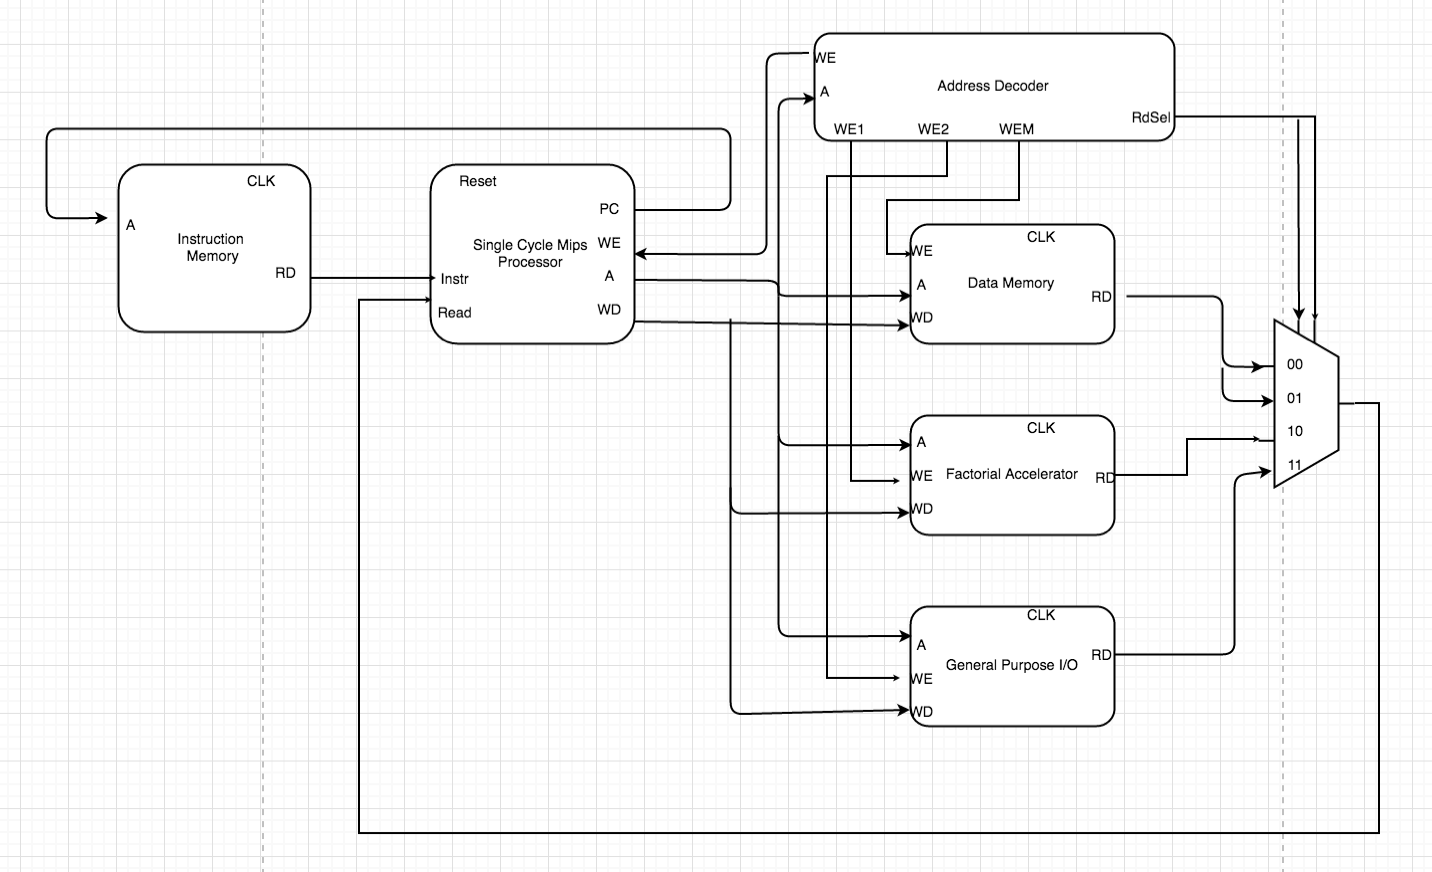 WE
Address Decoder
A
RdSel
WE1
WE2
WEM
CLK
A
Instruction
Memory
RD
Reset
PC
WE
Single Cycle Mips
Processor
A
Instr
WD
Read
CLK
WE
A
Data Memory
RD
WD
00
01
10
11
CLK
A
WE
Factorial Accelerator
RD
WD
CLK
A
General Purpose I/O
RD
WE
WD